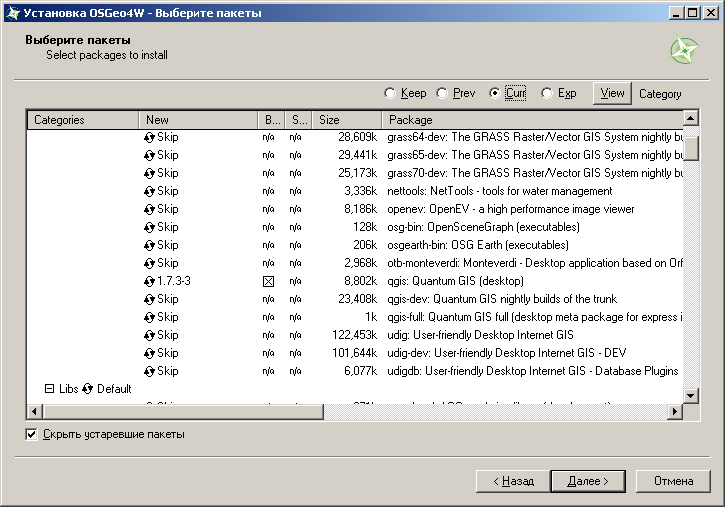 Установка OSGeo4W - Выберите пакеты
Выберите пакеты
Select packages to install
Keep Prev Curr Exp View Category
Categories New B... S... Size Package
Skip n/a n/a 28,609k grass64-dev: The GRASS Raster/Vector GIS System nightly bu
Skip n/a n/a 29,441k grass65-dev: The GRASS Raster/Vector GIS System nightly bu
Skip n/a n/a 25,173k grass70-dev: The GRASS Raster/Vector GIS System nightly bu
Skip n/a n/a 3,336k nettools: NetTools - tools for water management
Skip n/a n/a 8,186k openev: OpenEV - a high performance image viewer
Skip n/a n/a 128k osg-bin: OpenSceneGraph (executables)
Skip n/a n/a 206k osgearth-bin: OSG Earth (executables)
Skip n/a n/a 2,968k otb-monteverdi: Monteverdi - Desktop application based on Orf
1.7.3-3 n/a 8,802k qgis: Quantum GIS (desktop)
Skip n/a n/a 23,408k qgis-dev: Quantum GIS nightly builds of the trunk
Skip n/a n/a 1k qgis-full: Quantum GIS full (desktop meta package for express i
Skip n/a n/a 122,453k udig: User-friendly Desktop Internet GIS
Skip n/a n/a 101,644k udig-dev: User-friendly Desktop Internet GIS - DEV
Skip n/a n/a 6,077k udigdb: User-friendly Desktop Internet GIS - Database Plugins
Libs Default
Скрыть устаревшие пакеты
< Назад Далее > Отмена